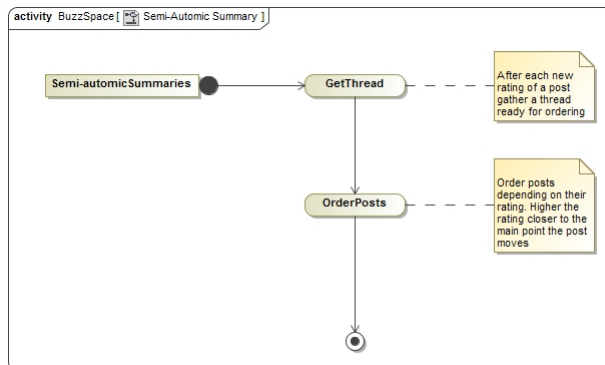 activity BuzzSpace [ Semi-Automic Summary ]
Semi-automicSummaries
GetThread
After each new
rating of a post
gather a thread
ready for ordering
OrderPosts
Order posts
depending on their
rating. Higher the
rating closer to the
main point the post
moves